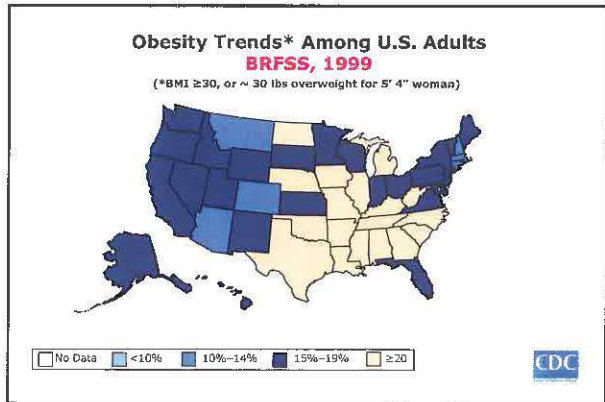 Obesity Trends* Among U.S. Adults
BRFSS, 1999
(*BMI ≥30, or ~ 30 lbs overweight for 5' 4" woman)
No Data <10% 10%–14% 15%–19% ≥20
CDC